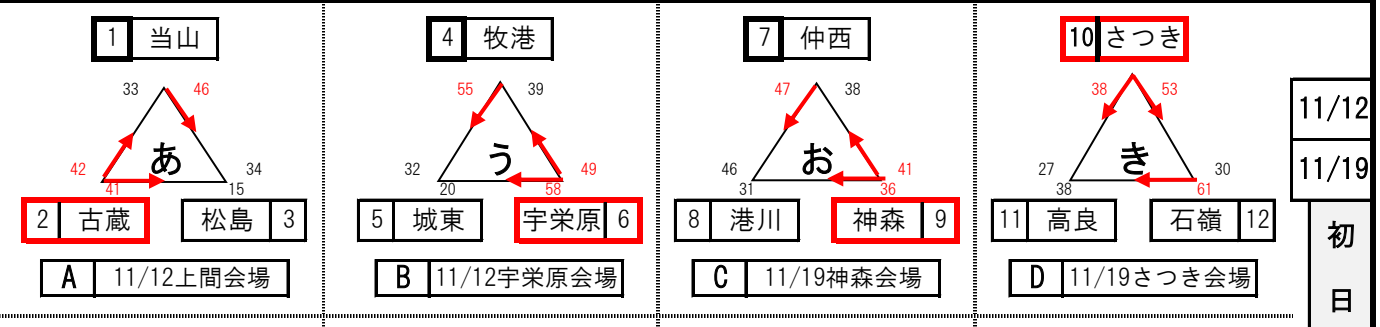 1 当山
4 牧港
7 仲西
10 さつき
33 46
55 39
47 38
38 53
11/12
あ
う
お
き
11/19
42 34
32 49
46 41
27 30
41 15
20 58
31 36
38 61
2 古蔵
松島 3
5 城東
宇栄原 6
8 港川
神森 9
11 高良
石嶺 12
初日
A 11/12上間会場
B 11/12宇栄原会場
C 11/19神森会場
D 11/19さつき会場